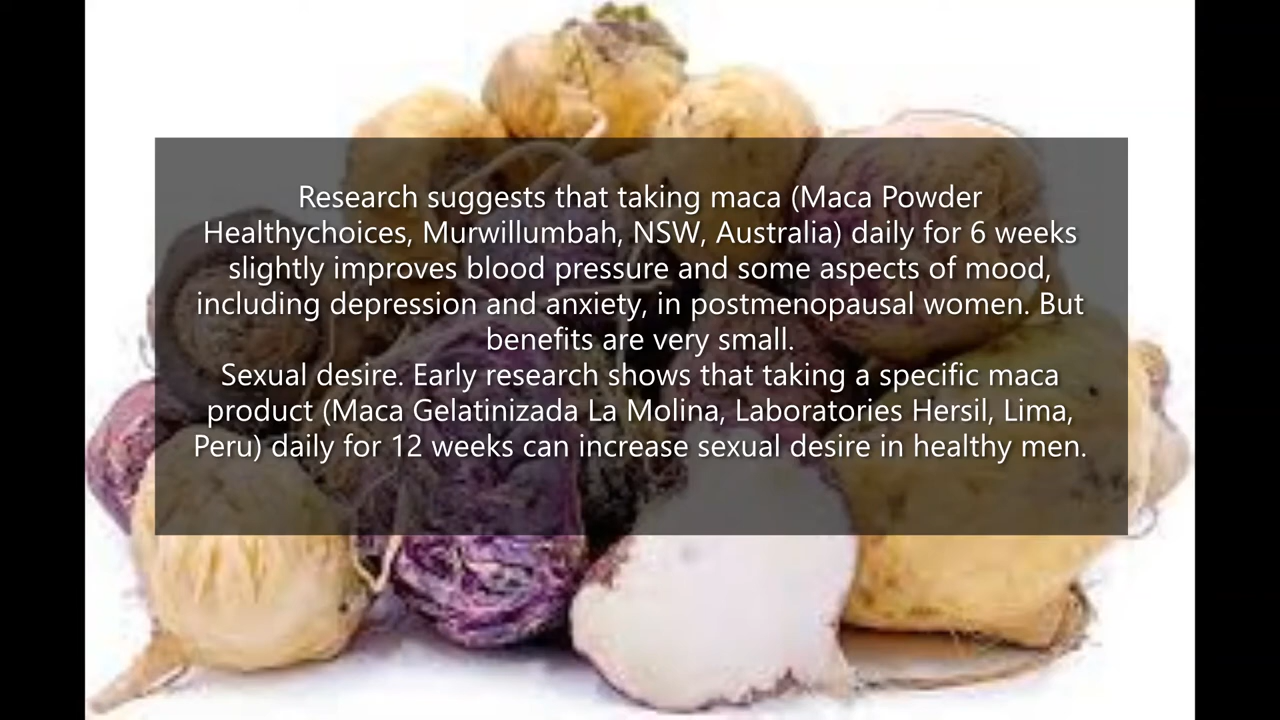 Research suggests that taking maca (Maca Powder
Healthychoices, Murwillumbah, NSW, Australia) daily for 6 weeks
slightly improves blood pressure and some aspects of mood,
including depression and anxiety, in postmenopausal women. But
benefits are very small.
Sexual desire. Early research shows that taking a specific maca
product (Maca Gelatinizada La Molina, Laboratories Hersil, Lima,
Peru) daily for 12 weeks can increase sexual desire in healthy men.